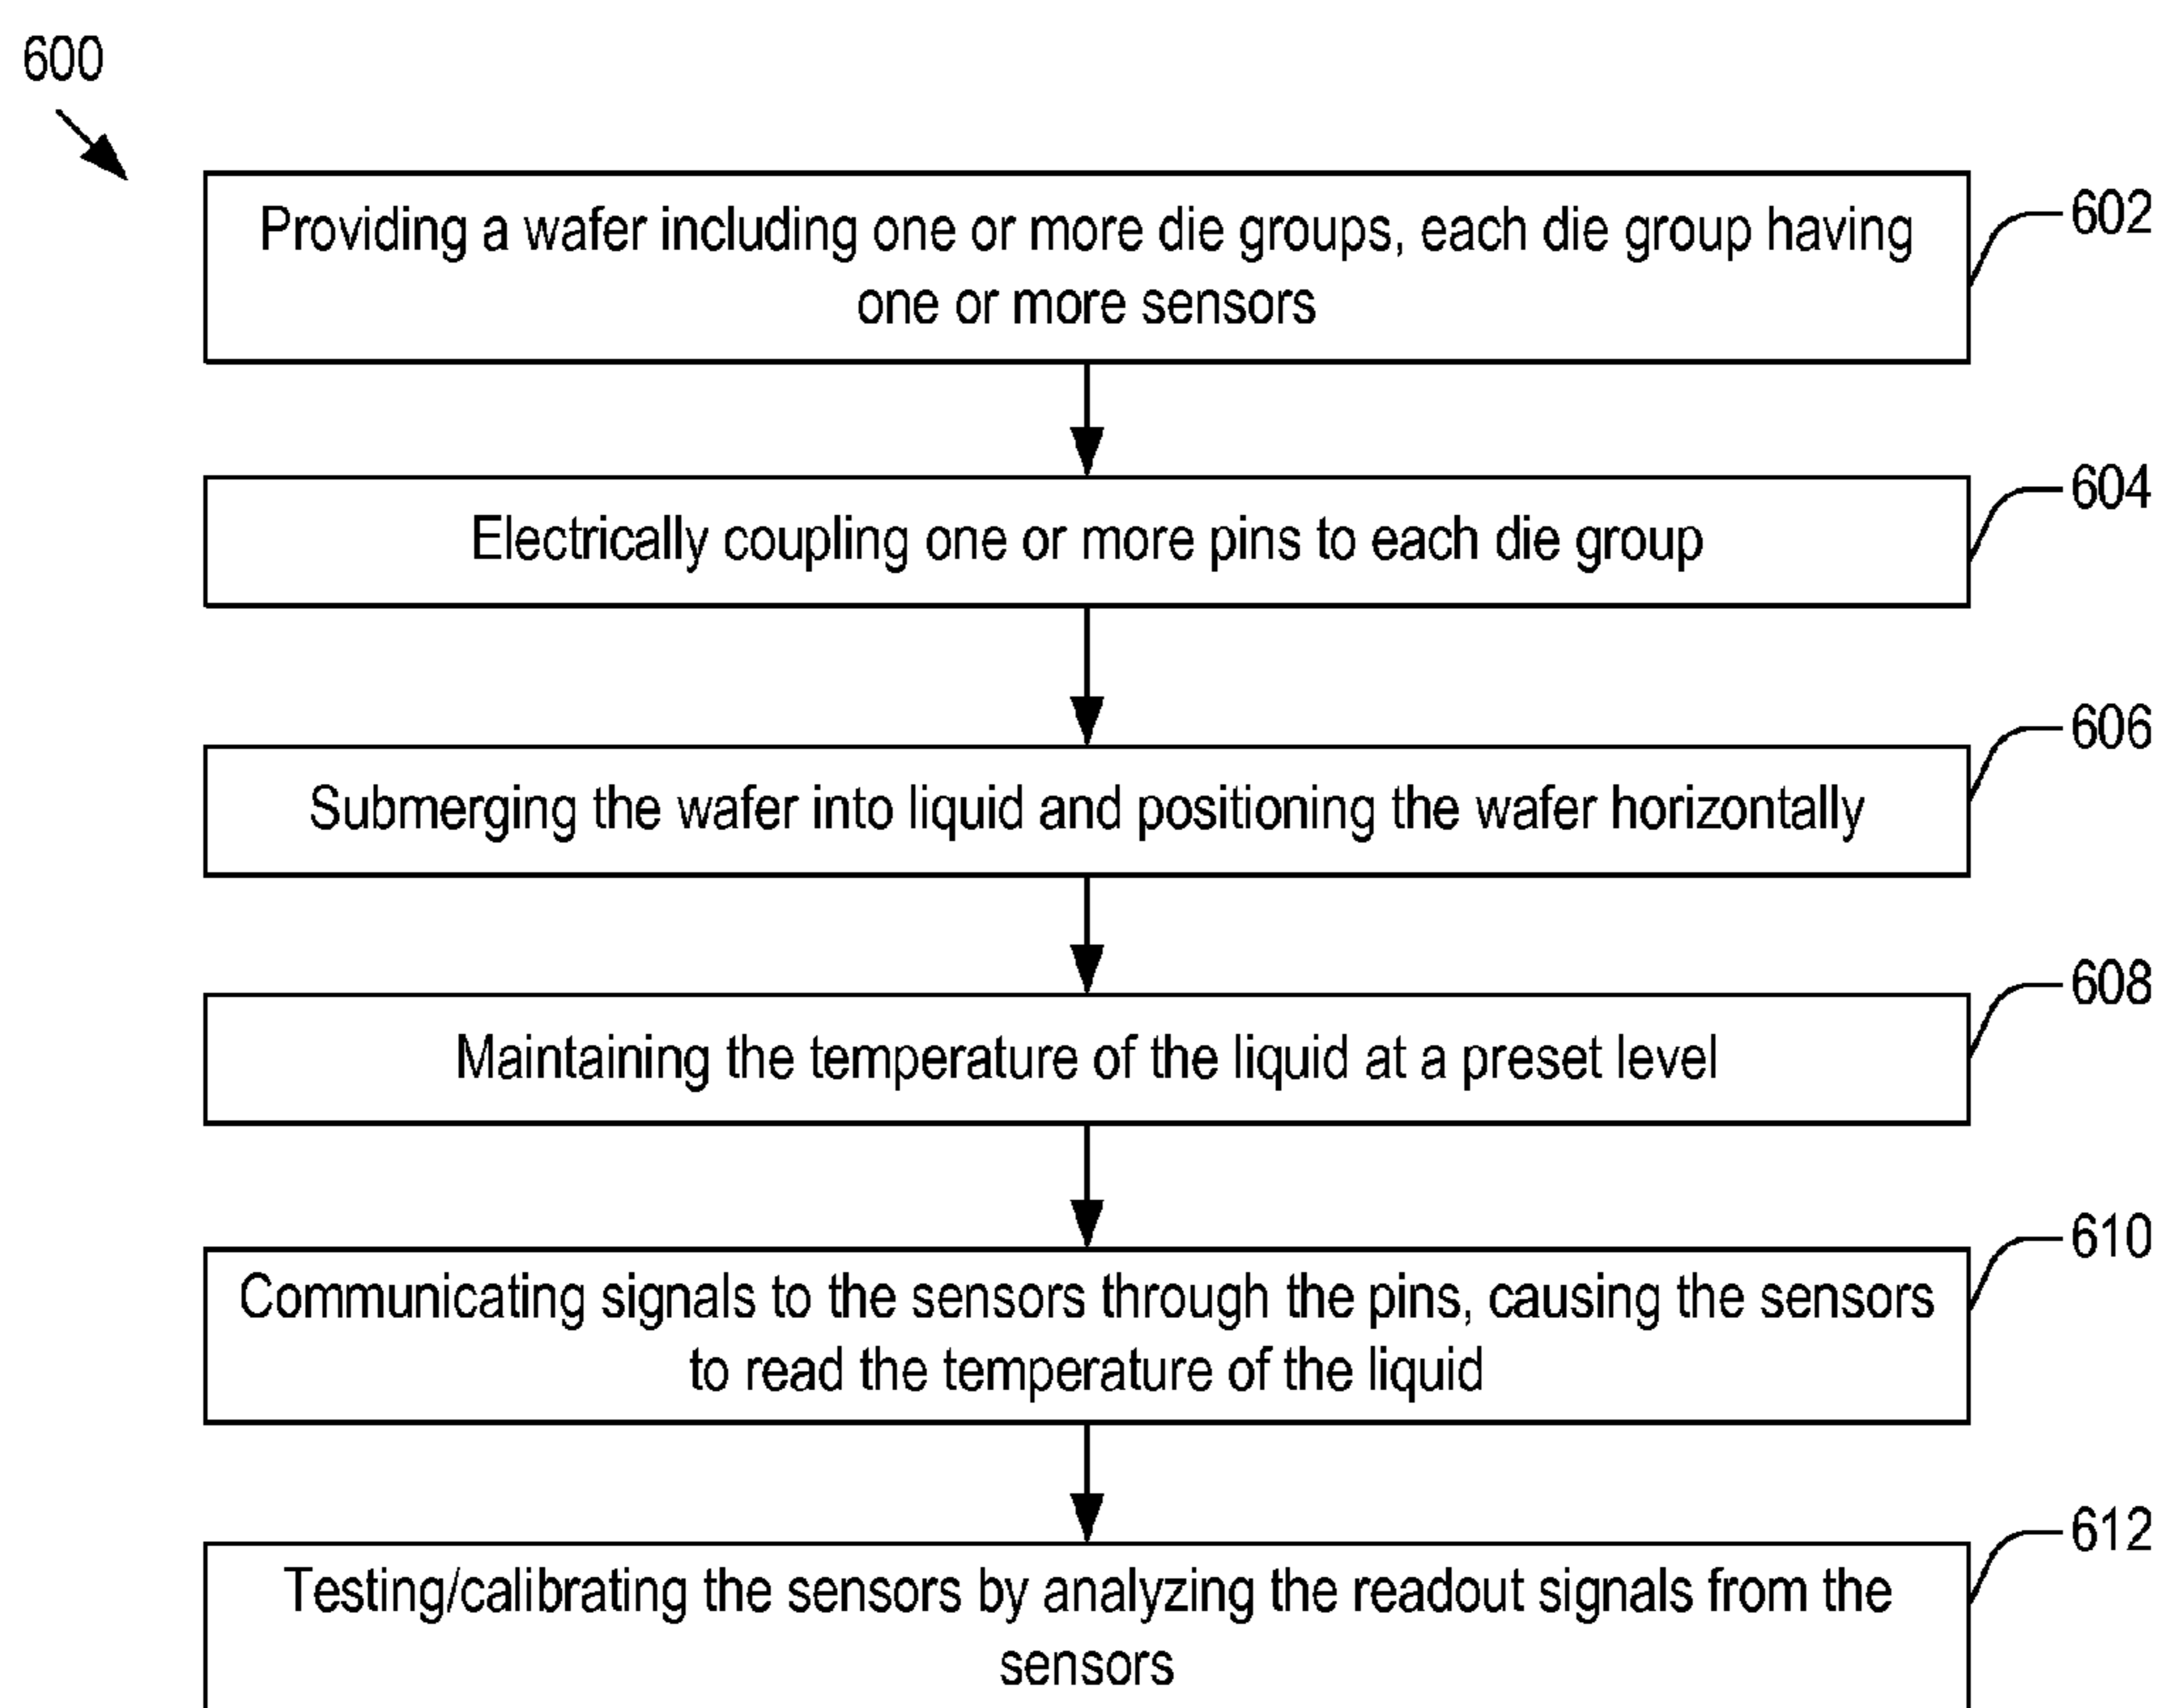 600
Providing a wafer including one or more die groups, each die group having
one or more sensors
602
Electrically coupling one or more pins to each die group
604
Submerging the wafer into liquid and positioning the wafer horizontally
606
Maintaining the temperature of the liquid at a preset level
608
Communicating signals to the sensors through the pins, causing the sensors
to read the temperature of the liquid
610
Testing/calibrating the sensors by analyzing the readout signals from the
sensors
612